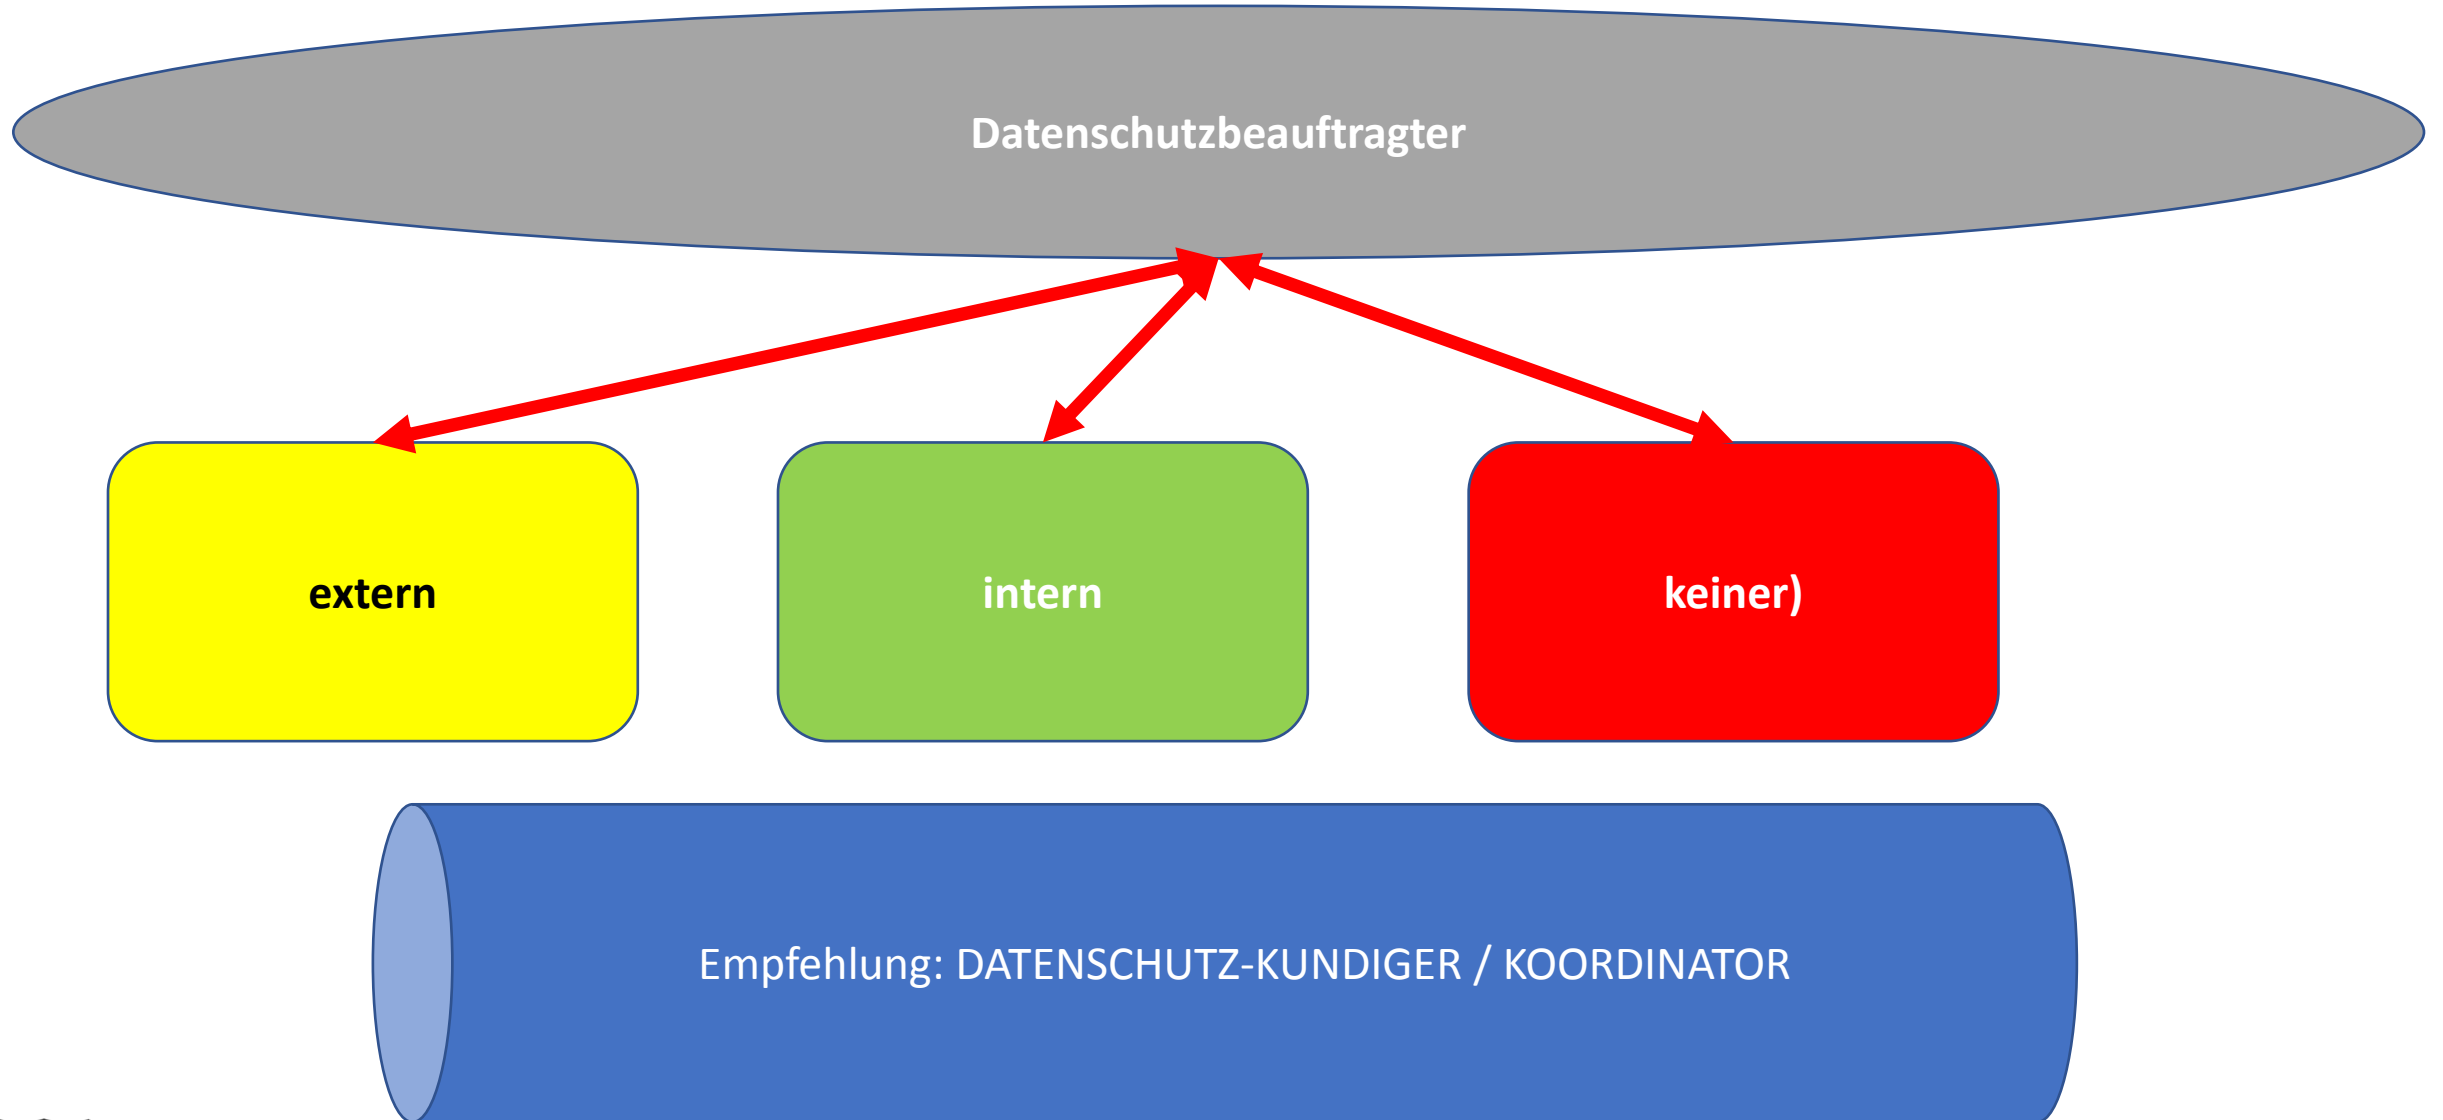 Datenschutzbeauftragter
extern
intern
keiner)
Empfehlung: DATENSCHUTZ-KUNDIGER / KOORDINATOR